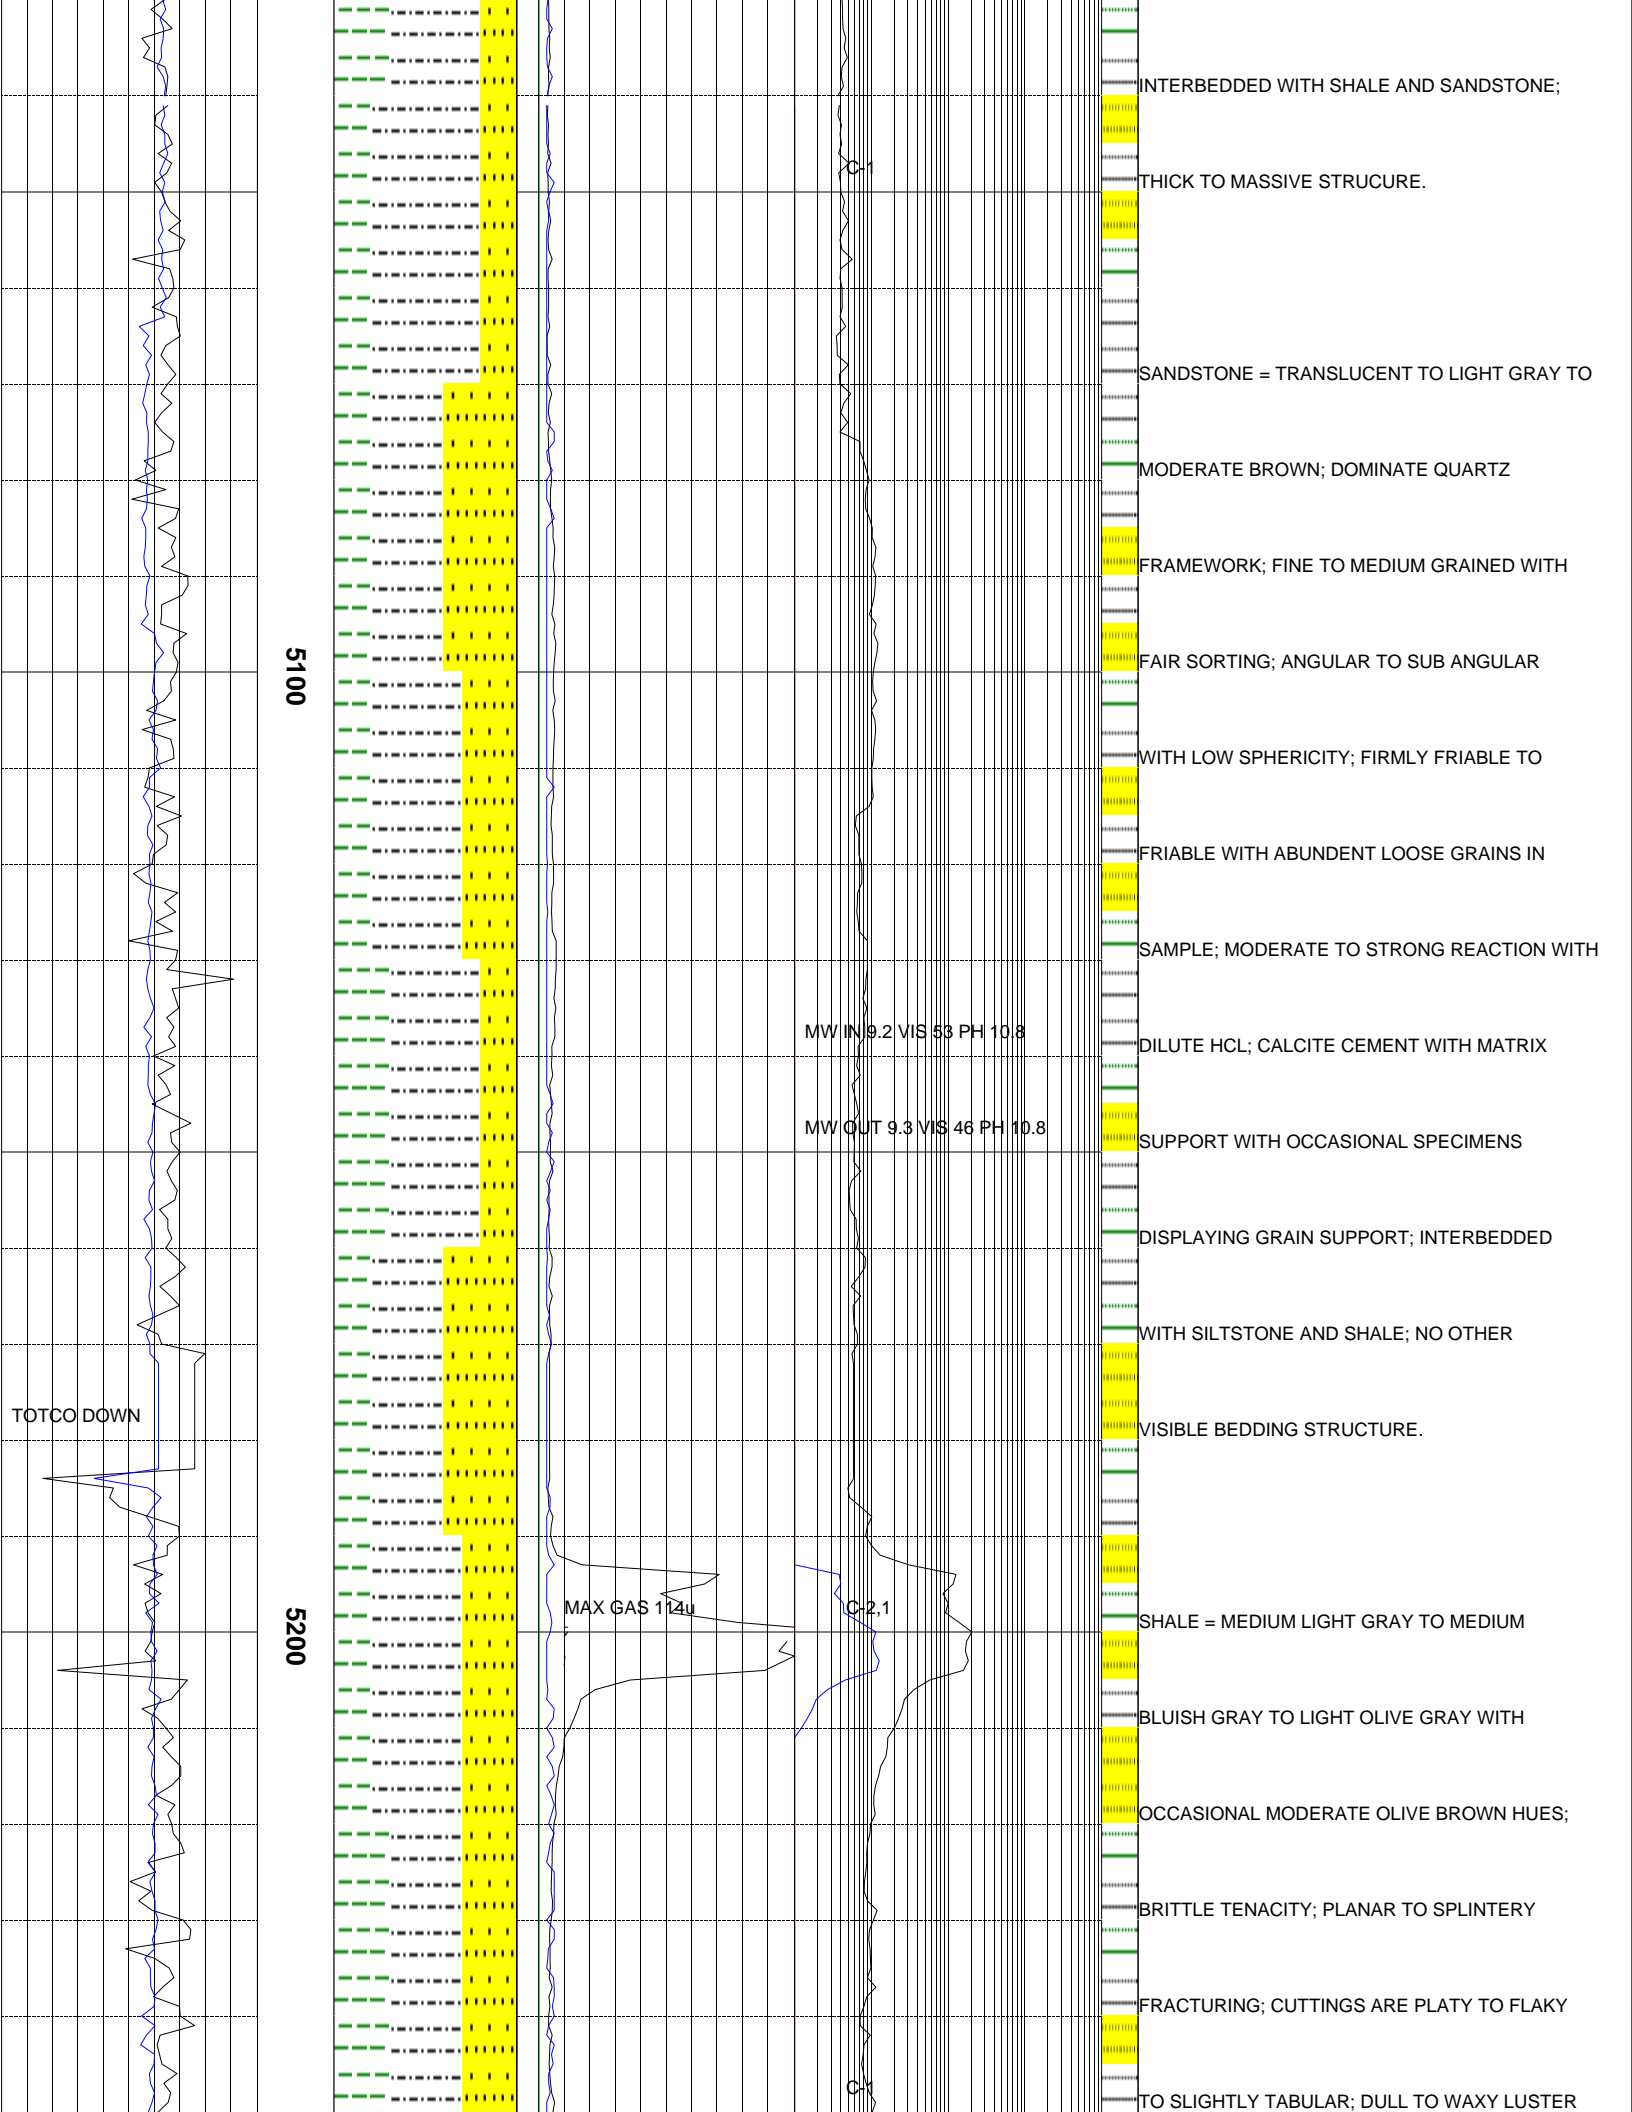 INTERBEDDED WITH SHALE AND SANDSTONE;
C-1
THICK TO MASSIVE STRUCURE.
SANDSTONE = TRANSLUCENT TO LIGHT GRAY TO
MODERATE BROWN; DOMINATE QUARTZ
FRAMEWORK; FINE TO MEDIUM GRAINED WITH
5100
FAIR SORTING; ANGULAR TO SUB ANGULAR
WITH LOW SPHERICITY; FIRMLY FRIABLE TO
FRIABLE WITH ABUNDENT LOOSE GRAINS IN
SAMPLE; MODERATE TO STRONG REACTION WITH
MW IN 9.2 VIS 53 PH 10.8
DILUTE HCL; CALCITE CEMENT WITH MATRIX
MW OUT 9.3 VIS 46 PH 10.8
SUPPORT WITH OCCASIONAL SPECIMENS
DISPLAYING GRAIN SUPPORT; INTERBEDDED
WITH SILTSTONE AND SHALE; NO OTHER
TOTCO DOWN
VISIBLE BEDDING STRUCTURE.
MAX GAS 114u
C-2,1
5200
SHALE = MEDIUM LIGHT GRAY TO MEDIUM
BLUISH GRAY TO LIGHT OLIVE GRAY WITH
OCCASIONAL MODERATE OLIVE BROWN HUES;
BRITTLE TENACITY; PLANAR TO SPLINTERY
FRACTURING; CUTTINGS ARE PLATY TO FLAKY
C-1
TO SLIGHTLY TABULAR; DULL TO WAXY LUSTER